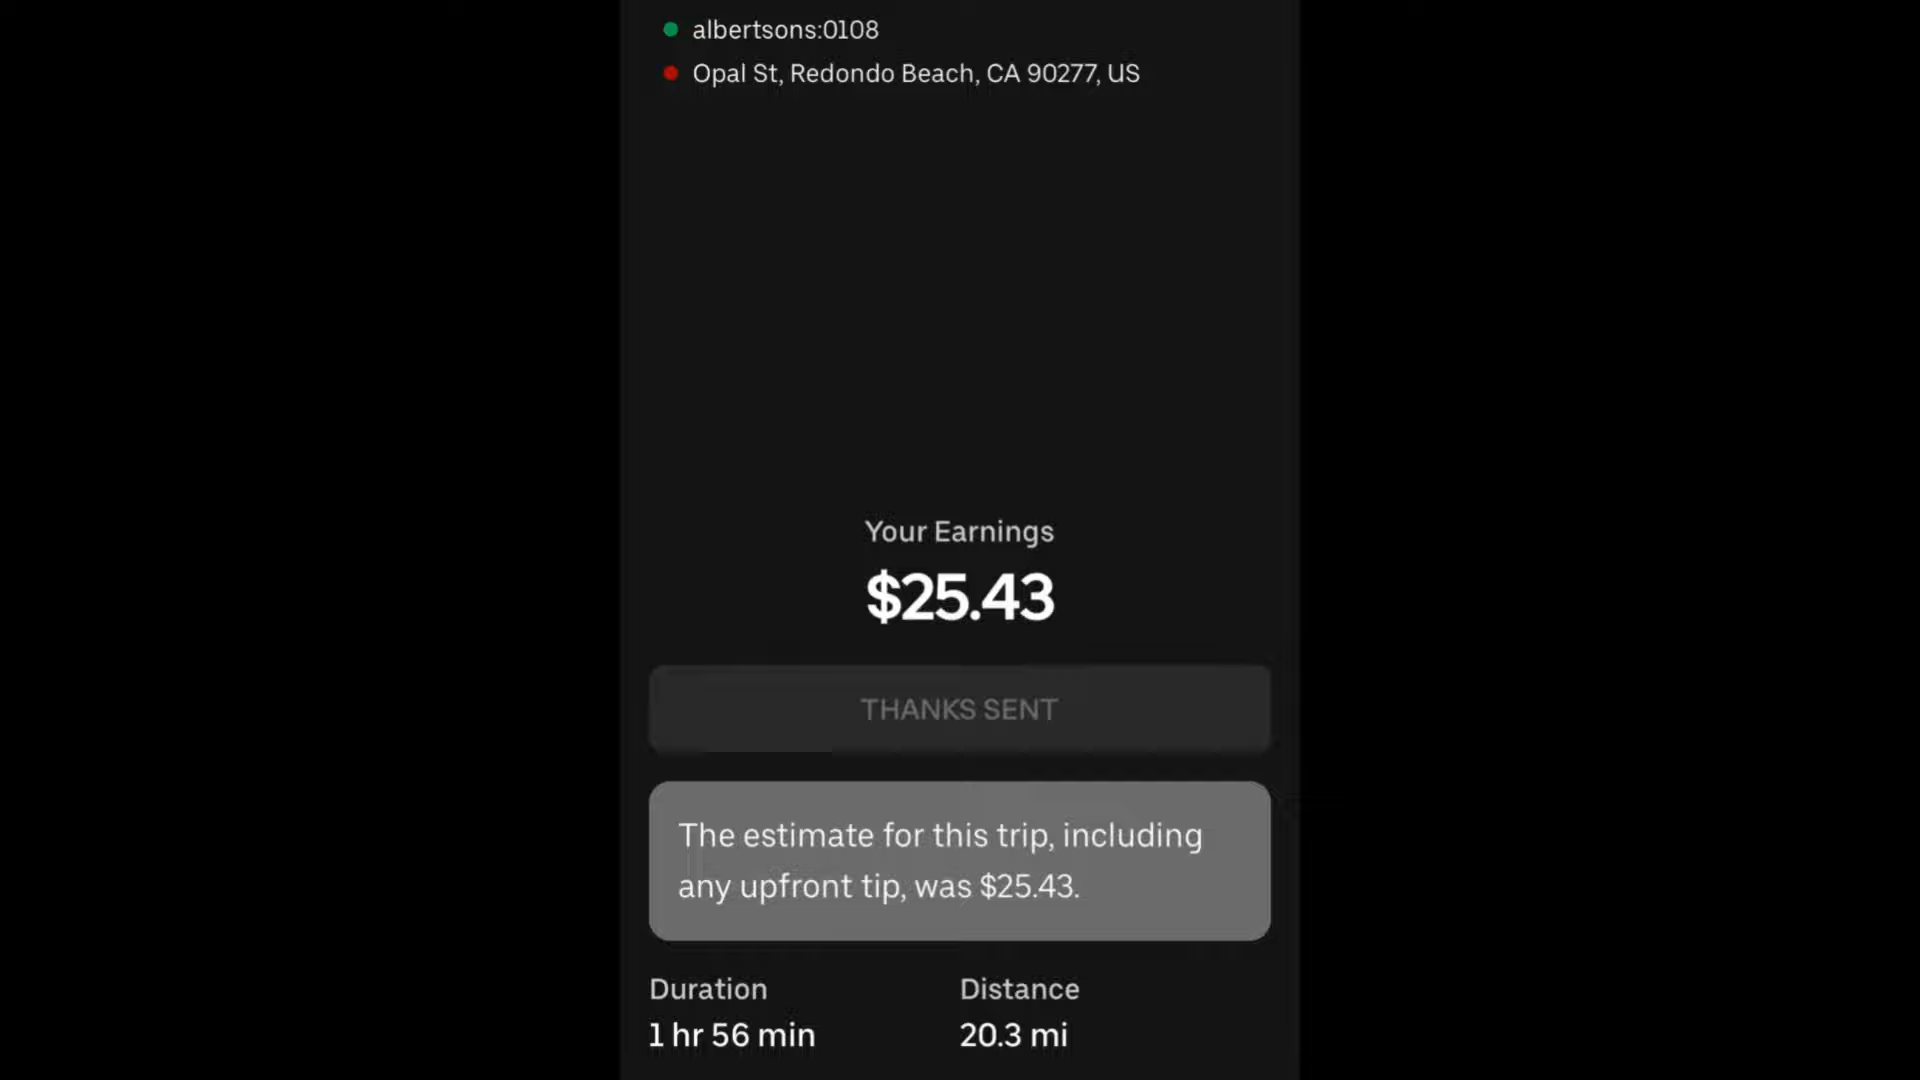 albertsons:0108
Opal St, Redondo Beach, CA 90277, US
Your Earnings
$25.43
THANKS SENT
The estimate for this trip, including
any upfront tip, was $25.43.
Duration
Distance
1 hr 56 min
20.3 mi